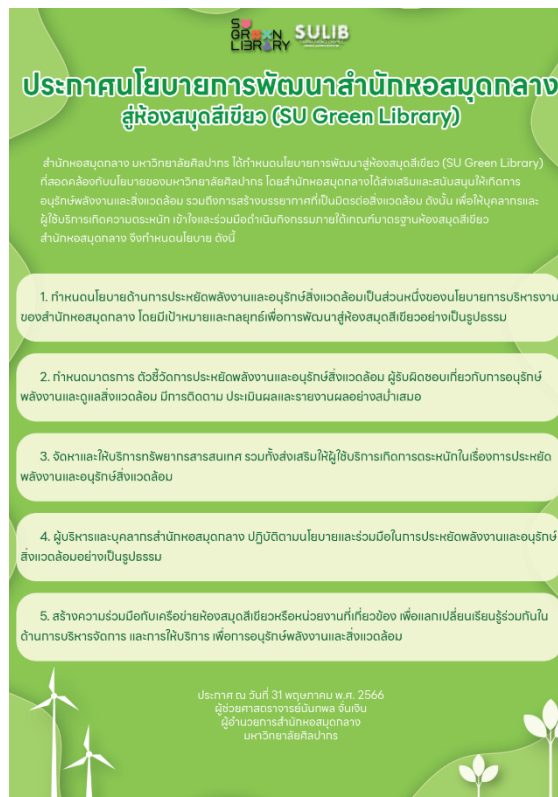 SU
GREEN
LIBRARY
SULIB
ประกาศนโยบายการพัฒนาสำนักหอสมุดกลาง
สู่ห้องสมุดสีเขียว (SU Green Library)
สำนักหอสมุดกลาง มหาวิทยาลัยศิลปากร ได้กำหนดนโยบายการพัฒนาสู่ห้องสมุดสีเขียว (SU Green Library)
ที่สอดคล้องกับนโยบายของมหาวิทยาลัยศิลปากร โดยสำนักหอสมุดกลางได้ส่งเสริมและสนับสนุนให้เกิดการ
อนุรักษ์พลังงานและสิ่งแวดล้อม รวมถึงการสร้างบรรยากาศที่เป็นมิตรต่อสิ่งแวดล้อม ดังนั้น เพื่อให้บุคลากรและ
ผู้ใช้บริการเกิดความตระหนัก เข้าใจและร่วมมือดำเนินกิจกรรมภายใต้เกณฑ์มาตรฐานห้องสมุดสีเขียว
สำนักหอสมุดกลาง จึงกำหนดนโยบาย ดังนี้
1. กำหนดนโยบายด้านการประหยัดพลังงานและอนุรักษ์สิ่งแวดล้อมเป็นส่วนหนึ่งของนโยบายการบริหารงาน
ของสำนักหอสมุดกลาง โดยมีเป้าหมายและกลยุทธ์เพื่อการพัฒนาสู่ห้องสมุดสีเขียวอย่างเป็นรูปธรรม
2. กำหนดมาตรการ ตัวชี้วัดการประหยัดพลังงานและอนุรักษ์สิ่งแวดล้อม ผู้รับผิดชอบเกี่ยวกับการอนุรักษ์
พลังงานและดูแลสิ่งแวดล้อม มีการติดตาม ประเมินผลและรายงานผลอย่างสม่ำเสมอ
3. จัดหาและให้บริการทรัพยากรสารสนเทศ รวมทั้งส่งเสริมให้ผู้ใช้บริการเกิดการตระหนักในเรื่องการประหยัด
พลังงานและอนุรักษ์สิ่งแวดล้อม
4. ผู้บริหารและบุคลากรสำนักหอสมุดกลาง ปฏิบัติตามนโยบายและร่วมมือในการประหยัดพลังงานและอนุรักษ์
สิ่งแวดล้อมอย่างเป็นรูปธรรม
5. สร้างความร่วมมือกับเครือข่ายห้องสมุดสีเขียวหรือหน่วยงานที่เกี่ยวข้อง เพื่อแลกเปลี่ยนเรียนรู้ร่วมกันใน
ด้านการบริหารจัดการ และการให้บริการ เพื่อการอนุรักษ์พลังงานและสิ่งแวดล้อม
ประกาศ ณ วันที่ 31 พฤษภาคม พ.ศ. 2566
ผู้ช่วยศาสตราจารย์นันทพล จั่นเงิน
ผู้อำนวยการสำนักหอสมุดกลาง
มหาวิทยาลัยศิลปากร